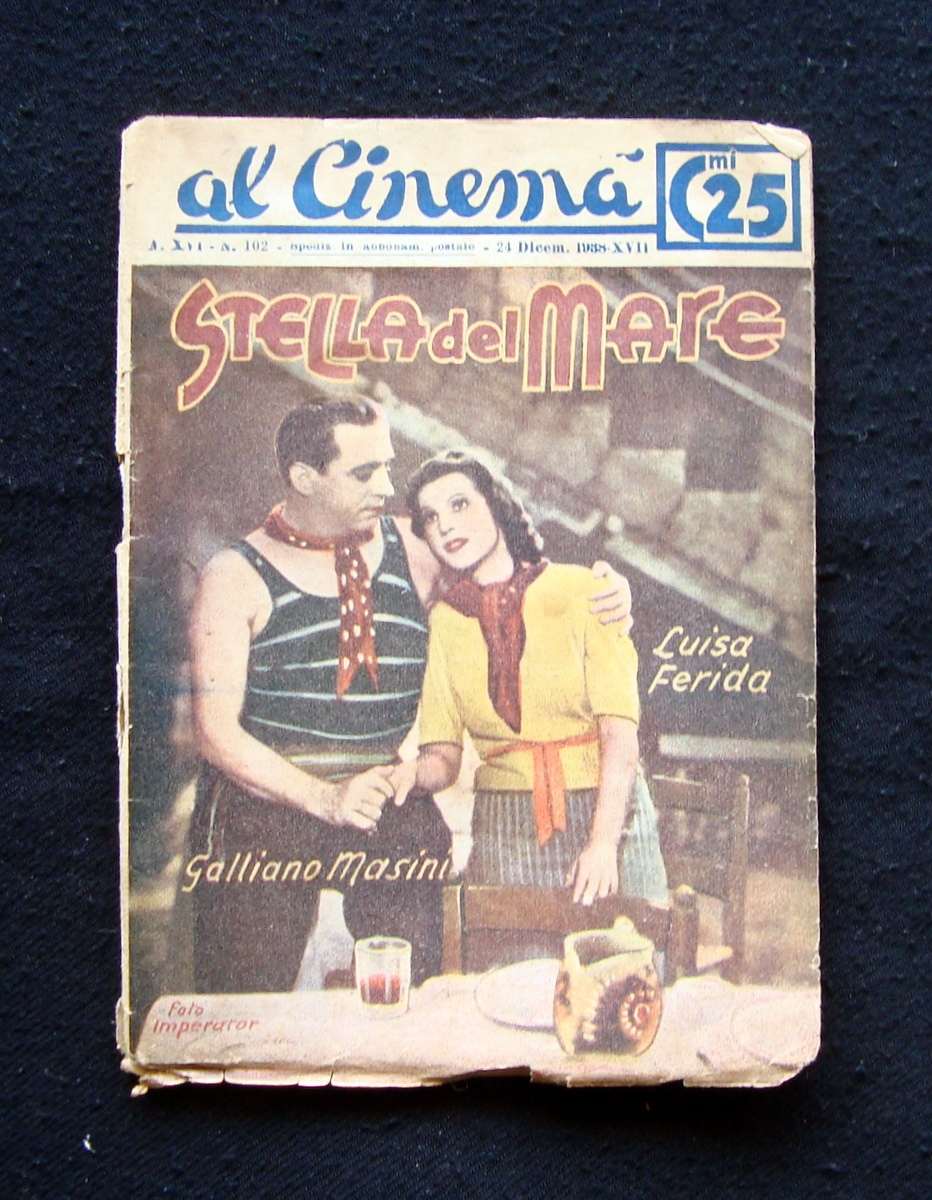 al Cinemā
Cmi 25
A. XVI - N. 102 - Spediz. in abbonam. postale - 24 Dicem. 1938-XVII
STELLA del MARE
Luisa
Ferida
Galliano Masini
Foto
Imperator